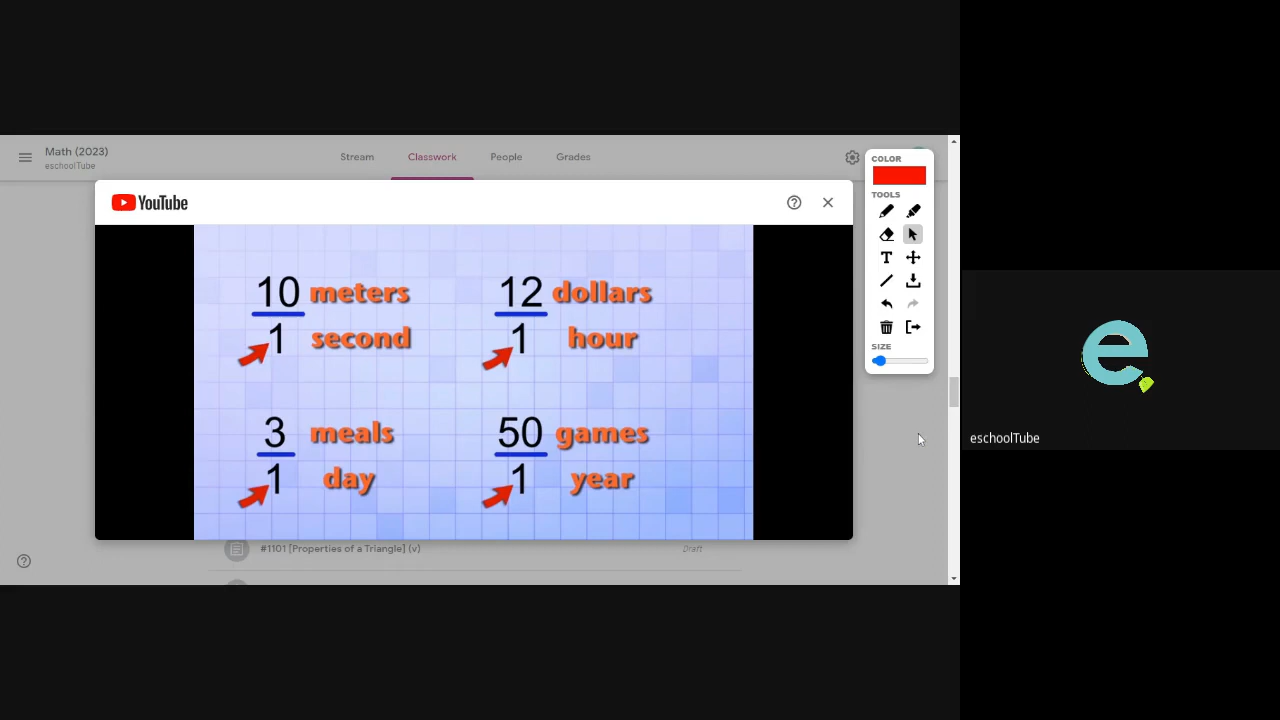 Math (2023)
eschoolTube
Stream
Classwork
People
Grades
COLOR
TOOLS
T
SIZE
YouTube
10 meters
1 second
12 dollars
1 hour
3 meals
1 day
50 games
1 year
#1101 [Properties of a Triangle] (v)
Draft
e
eschoolTube